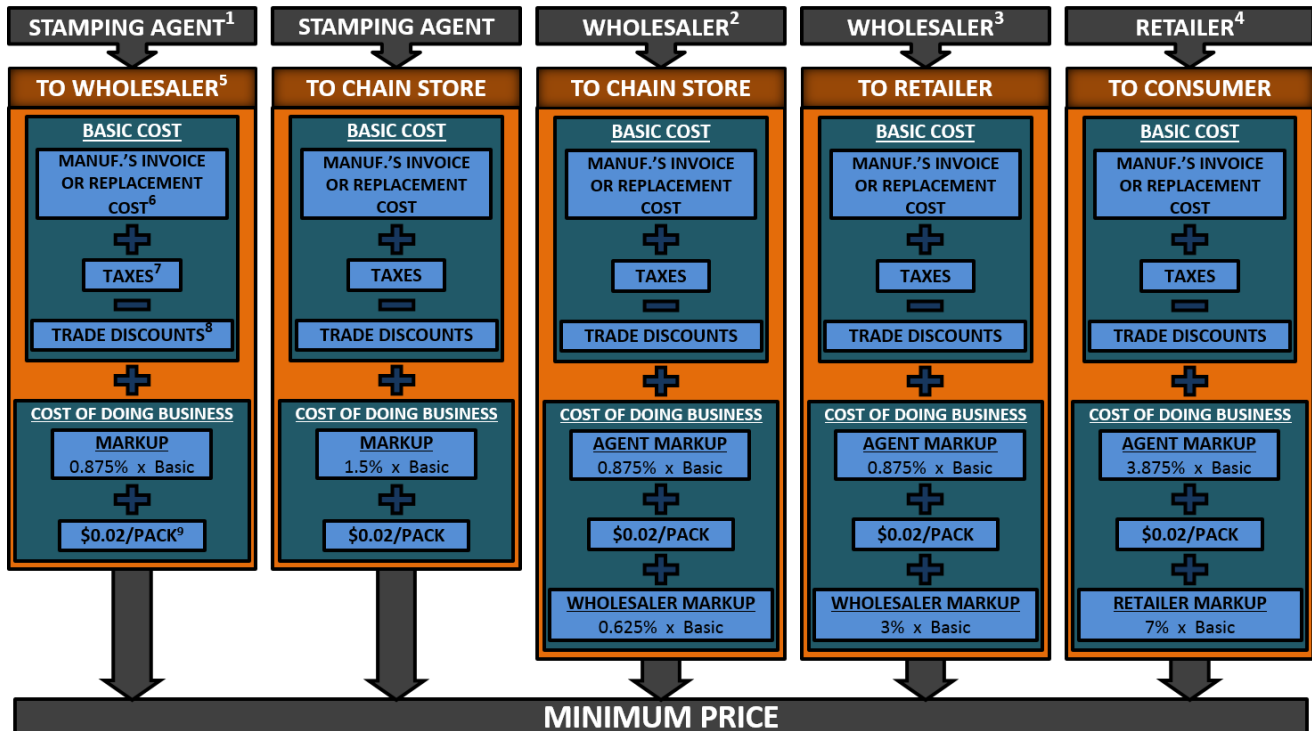 STAMPING AGENT¹
TO WHOLESALER⁵
BASIC COST
MANUF.'S INVOICE
OR REPLACEMENT
COST⁶
TAXES⁷
TRADE DISCOUNTS⁸
COST OF DOING BUSINESS
MARKUP
0.875% x Basic
$0.02/PACK⁹
STAMPING AGENT
TO CHAIN STORE
BASIC COST
MANUF.'S INVOICE
OR REPLACEMENT
COST
TAXES
TRADE DISCOUNTS
COST OF DOING BUSINESS
MARKUP
1.5% x Basic
$0.02/PACK
WHOLESALER²
TO CHAIN STORE
BASIC COST
MANUF.'S INVOICE
OR REPLACEMENT
COST
TAXES
TRADE DISCOUNTS
COST OF DOING BUSINESS
AGENT MARKUP
0.875% x Basic
$0.02/PACK
WHOLESALER MARKUP
0.625% x Basic
WHOLESALER³
TO RETAILER
BASIC COST
MANUF.'S INVOICE
OR REPLACEMENT
COST
TAXES
TRADE DISCOUNTS
COST OF DOING BUSINESS
AGENT MARKUP
0.875% x Basic
$0.02/PACK
WHOLESALER MARKUP
3% x Basic
RETAILER⁴
TO CONSUMER
BASIC COST
MANUF.'S INVOICE
OR REPLACEMENT
COST
TAXES
TRADE DISCOUNTS
COST OF DOING BUSINESS
AGENT MARKUP
3.875% x Basic
$0.02/PACK
RETAILER MARKUP
7% x Basic
MINIMUM PRICE